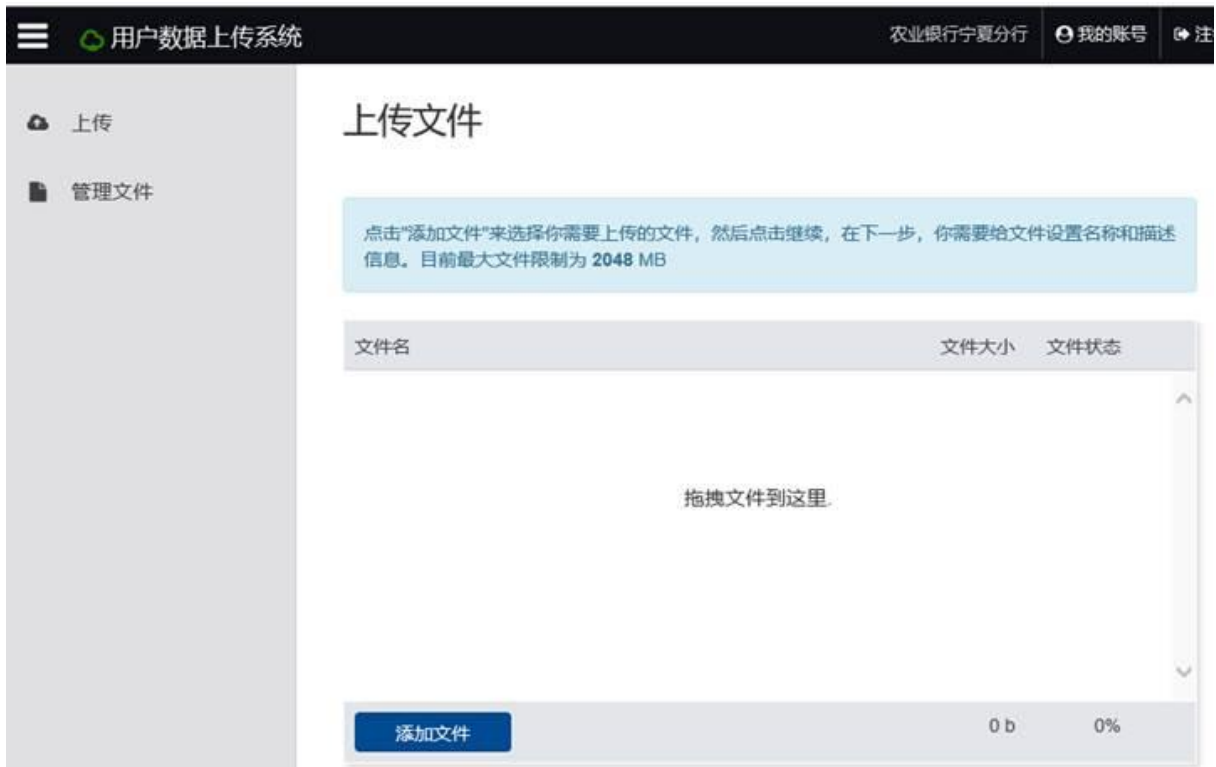 用户数据上传系统 农业银行宁夏分行 我的账号 注
上传
管理文件
上传文件
点击"添加文件"来选择你需要上传的文件，然后点击继续，在下一步，你需要给文件设置名称和描述
信息。目前最大文件限制为 2048 MB
文件名 文件大小 文件状态
拖拽文件到这里.
添加文件 0 b 0%